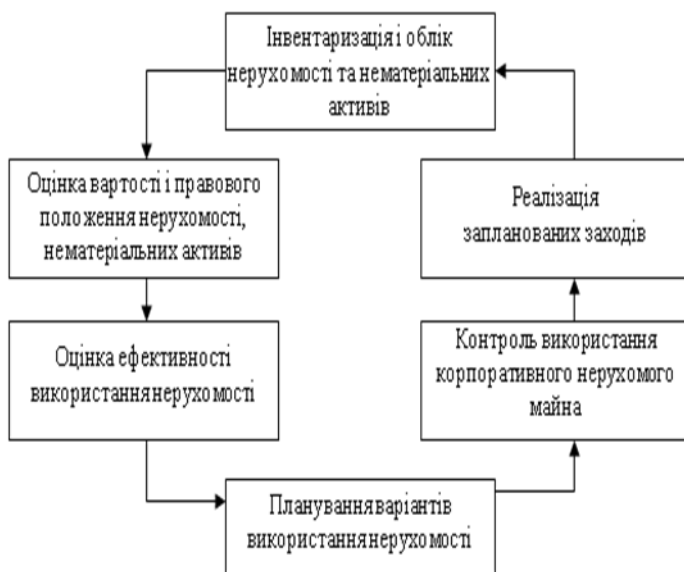 Інвентаризація і облік
нерухомості та нематеріальних
активів
Оцінка вартості і правового
положення нерухомості,
нематеріальних активів
Реалізація
запланованих заходів
Оцінка ефективності
використання нерухомості
Контроль використання
корпоративного нерухомого
майна
Планування варіантів
використання нерухомості